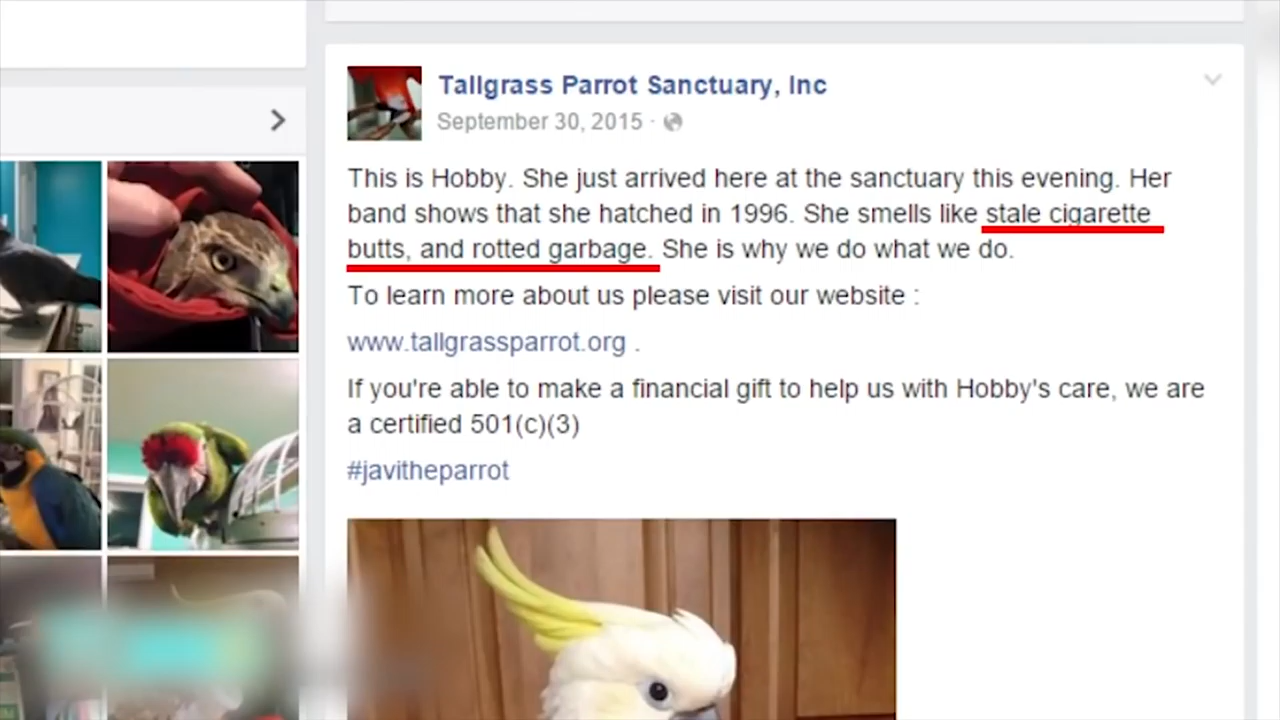 Tallgrass Parrot Sanctuary, Inc
September 30, 2015 ·
This is Hobby. She just arrived here at the sanctuary this evening. Her
band shows that she hatched in 1996. She smells like stale cigarette
butts, and rotted garbage. She is why we do what we do.
To learn more about us please visit our website :
www.tallgrassparrot.org .
If you're able to make a financial gift to help us with Hobby's care, we are
a certified 501(c)(3)
#javitheparrot